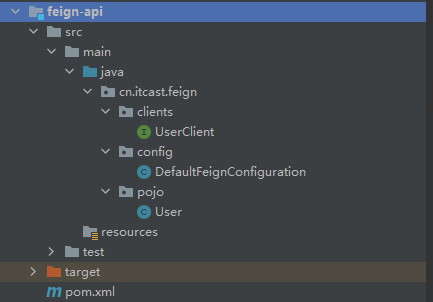 feign-api
src
main
java
cn.itcast.feign
clients
I UserClient
config
C DefaultFeignConfiguration
pojo
C User
resources
test
target
m pom.xml